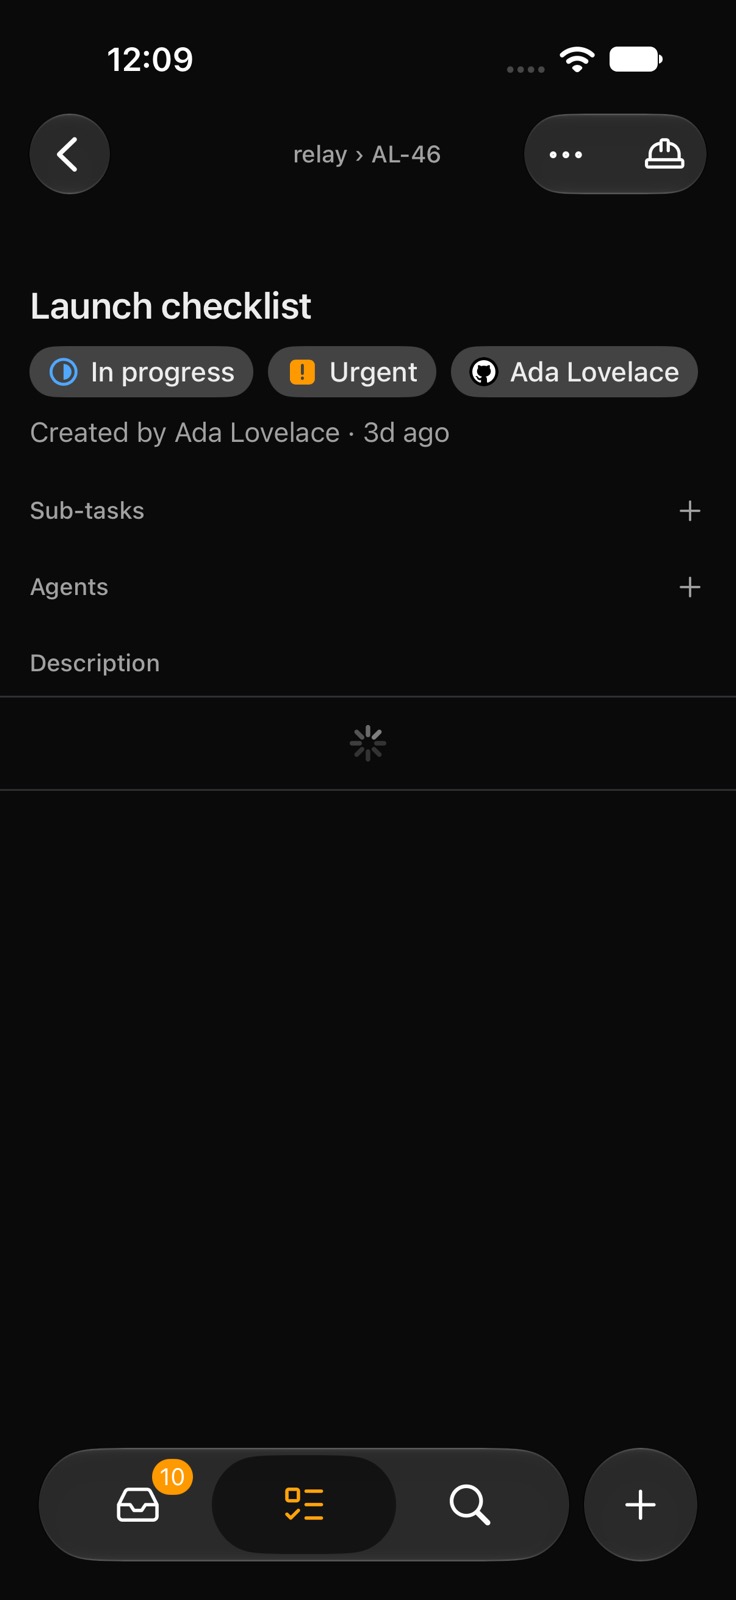 12:09
relay › AL-46
Launch checklist
In progress
Urgent
Ada Lovelace
Created by Ada Lovelace · 3d ago
Sub-tasks
Agents
Description
10